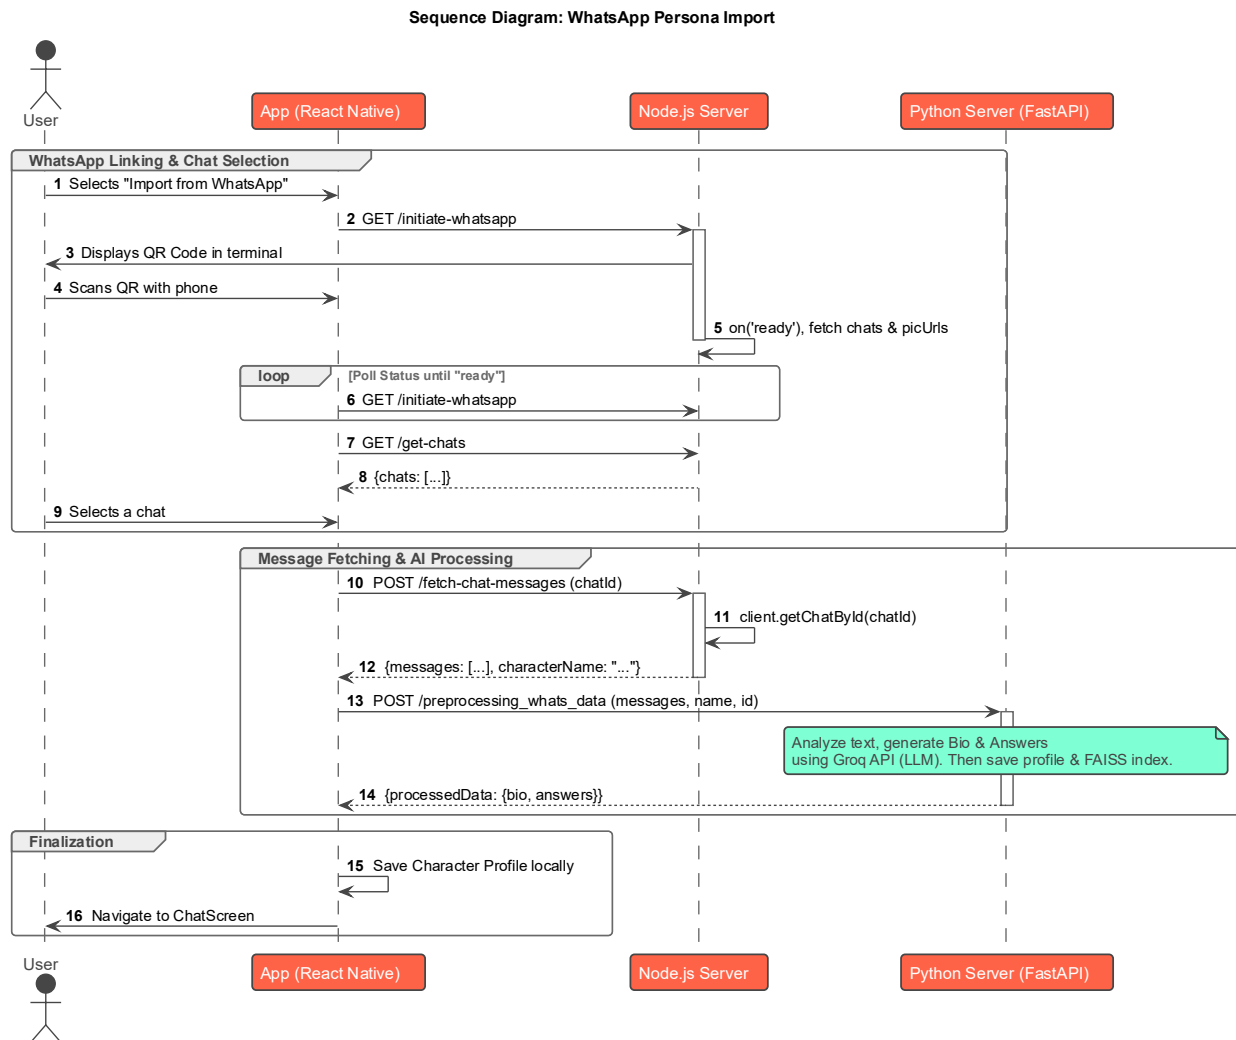 Sequence Diagram: WhatsApp Persona Import
User
App (React Native)
Node.js Server
Python Server (FastAPI)
WhatsApp Linking & Chat Selection
1 Selects "Import from WhatsApp"
2 GET /initiate-whatsapp
3 Displays QR Code in terminal
4 Scans QR with phone
5 on('ready'), fetch chats & picUrls
loop [Poll Status until "ready"]
6 GET /initiate-whatsapp
7 GET /get-chats
8 {chats: [...]}
9 Selects a chat
Message Fetching & AI Processing
10 POST /fetch-chat-messages (chatId)
11 client.getChatById(chatId)
12 {messages: [...], characterName: "..."}
13 POST /preprocessing_whats_data (messages, name, id)
Analyze text, generate Bio & Answers
using Groq API (LLM). Then save profile & FAISS index.
14 {processedData: {bio, answers}}
Finalization
15 Save Character Profile locally
16 Navigate to ChatScreen
User
App (React Native)
Node.js Server
Python Server (FastAPI)